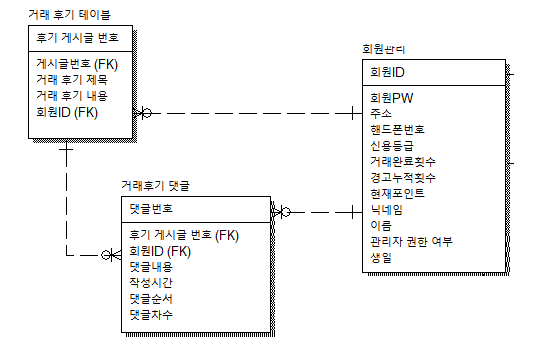 거래 후기 테이블
후기 게시글 번호
게시글번호 (FK)
거래 후기 제목
거래 후기 내용
회원ID (FK)
회원관리
회원ID
회원PW
주소
핸드폰번호
신용등급
거래완료횟수
경고누적횟수
현재포인트
닉네임
이름
관리자 권한 여부
생일
거래후기 댓글
댓글번호
후기 게시글 번호 (FK)
회원ID (FK)
댓글내용
작성시간
댓글순서
댓글차수